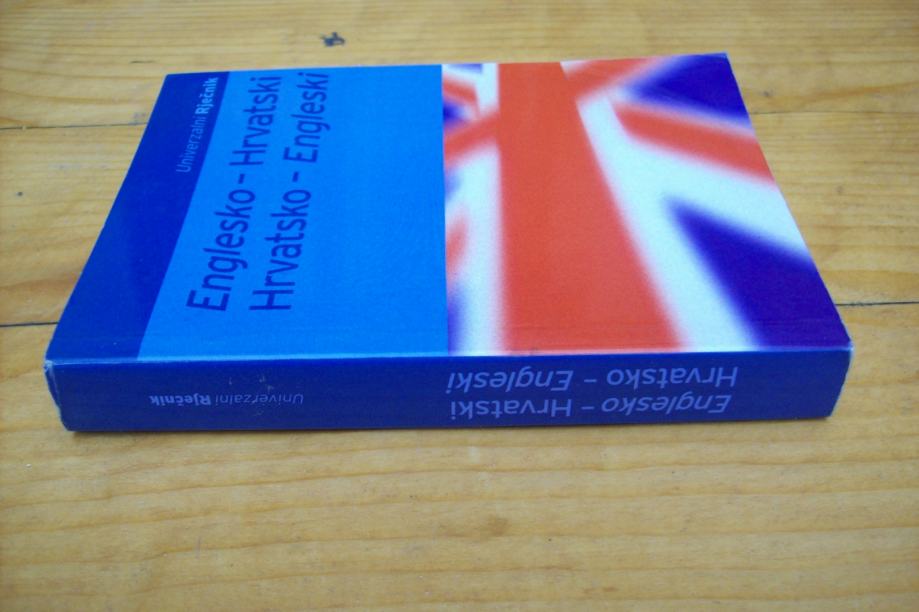 Univerzalni Rječnik
Englesko - Hrvatski
Hrvatsko - Engleski
Univerzalni Rječnik
Englesko - Hrvatski
Hrvatsko - Engleski